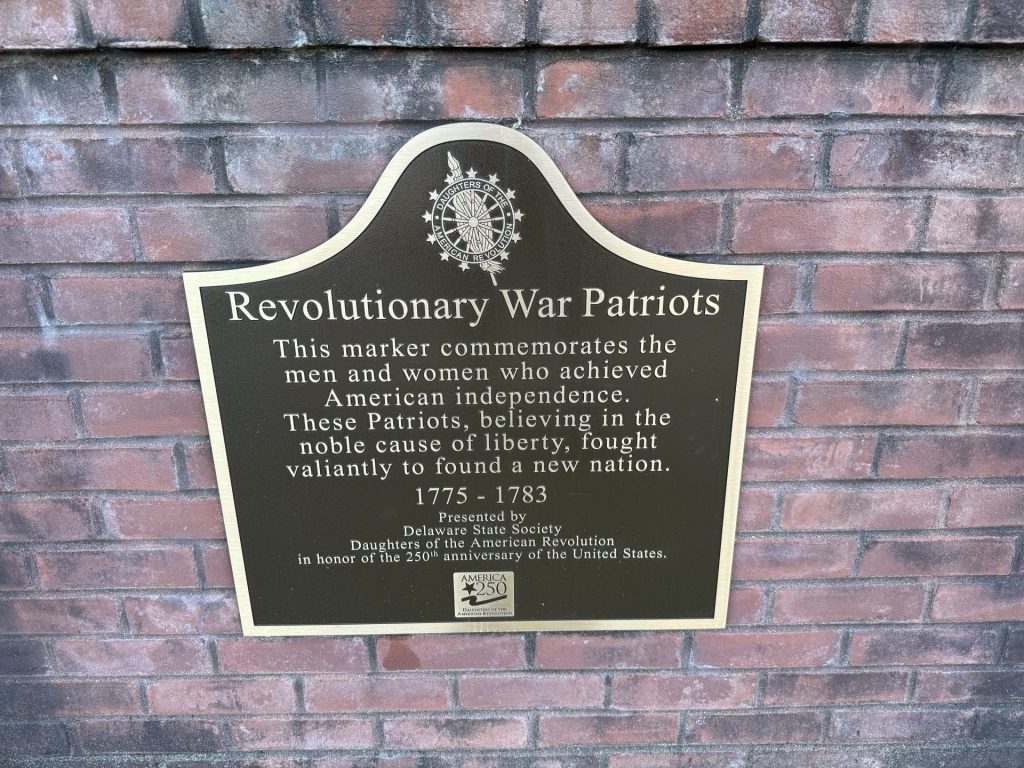 DAUGHTERS OF THE
AMERICAN REVOLUTION
Revolutionary War Patriots
This marker commemorates the
men and women who achieved
American independence.
These Patriots, believing in the
noble cause of liberty, fought
valiantly to found a new nation.
1775 - 1783
Presented by
Delaware State Society
Daughters of the American Revolution
in honor of the 250th anniversary of the United States.
AMERICA
250
DAUGHTERS OF THE
AMERICAN REVOLUTION